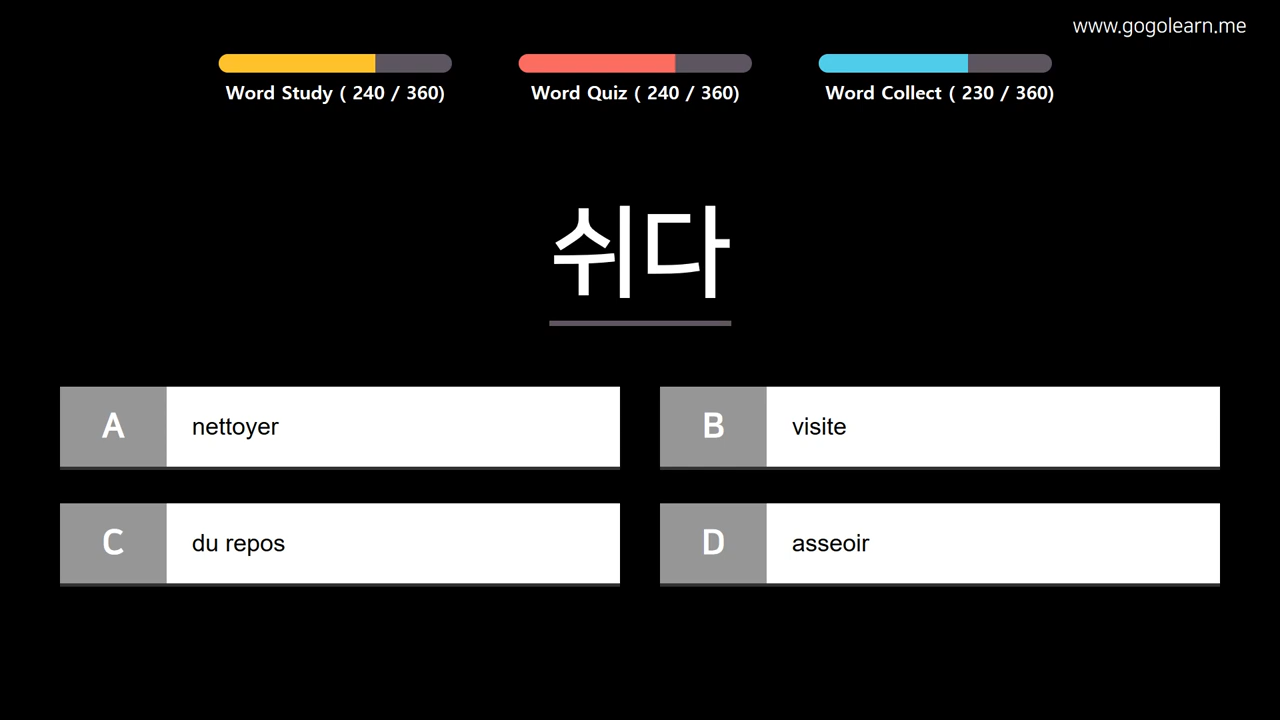 www.gogolearn.me
Word Study ( 240 / 360)
Word Quiz ( 240 / 360)
Word Collect ( 230 / 360)
쉬다
A nettoyer
B visite
C du repos
D asseoir